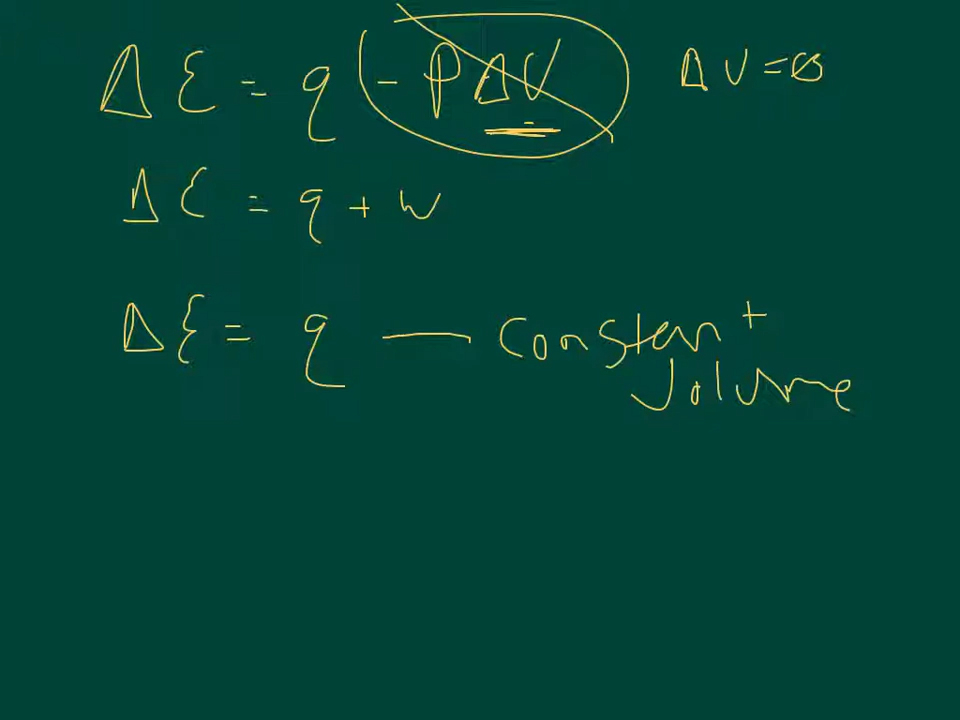 ΔE = q - PΔV ΔV = 0
ΔE = q + w
ΔE = q — Constant
Volume